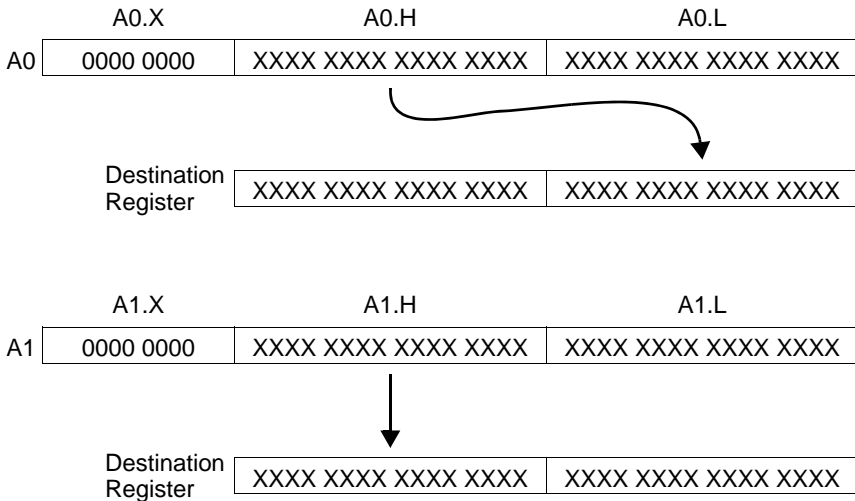 A0.X A0.H A0.L
A0 0000 0000 XXXX XXXX XXXX XXXX XXXX XXXX XXXX XXXX
Destination
Register XXXX XXXX XXXX XXXX XXXX XXXX XXXX XXXX
A1.X A1.H A1.L
A1 0000 0000 XXXX XXXX XXXX XXXX XXXX XXXX XXXX XXXX
Destination
Register XXXX XXXX XXXX XXXX XXXX XXXX XXXX XXXX